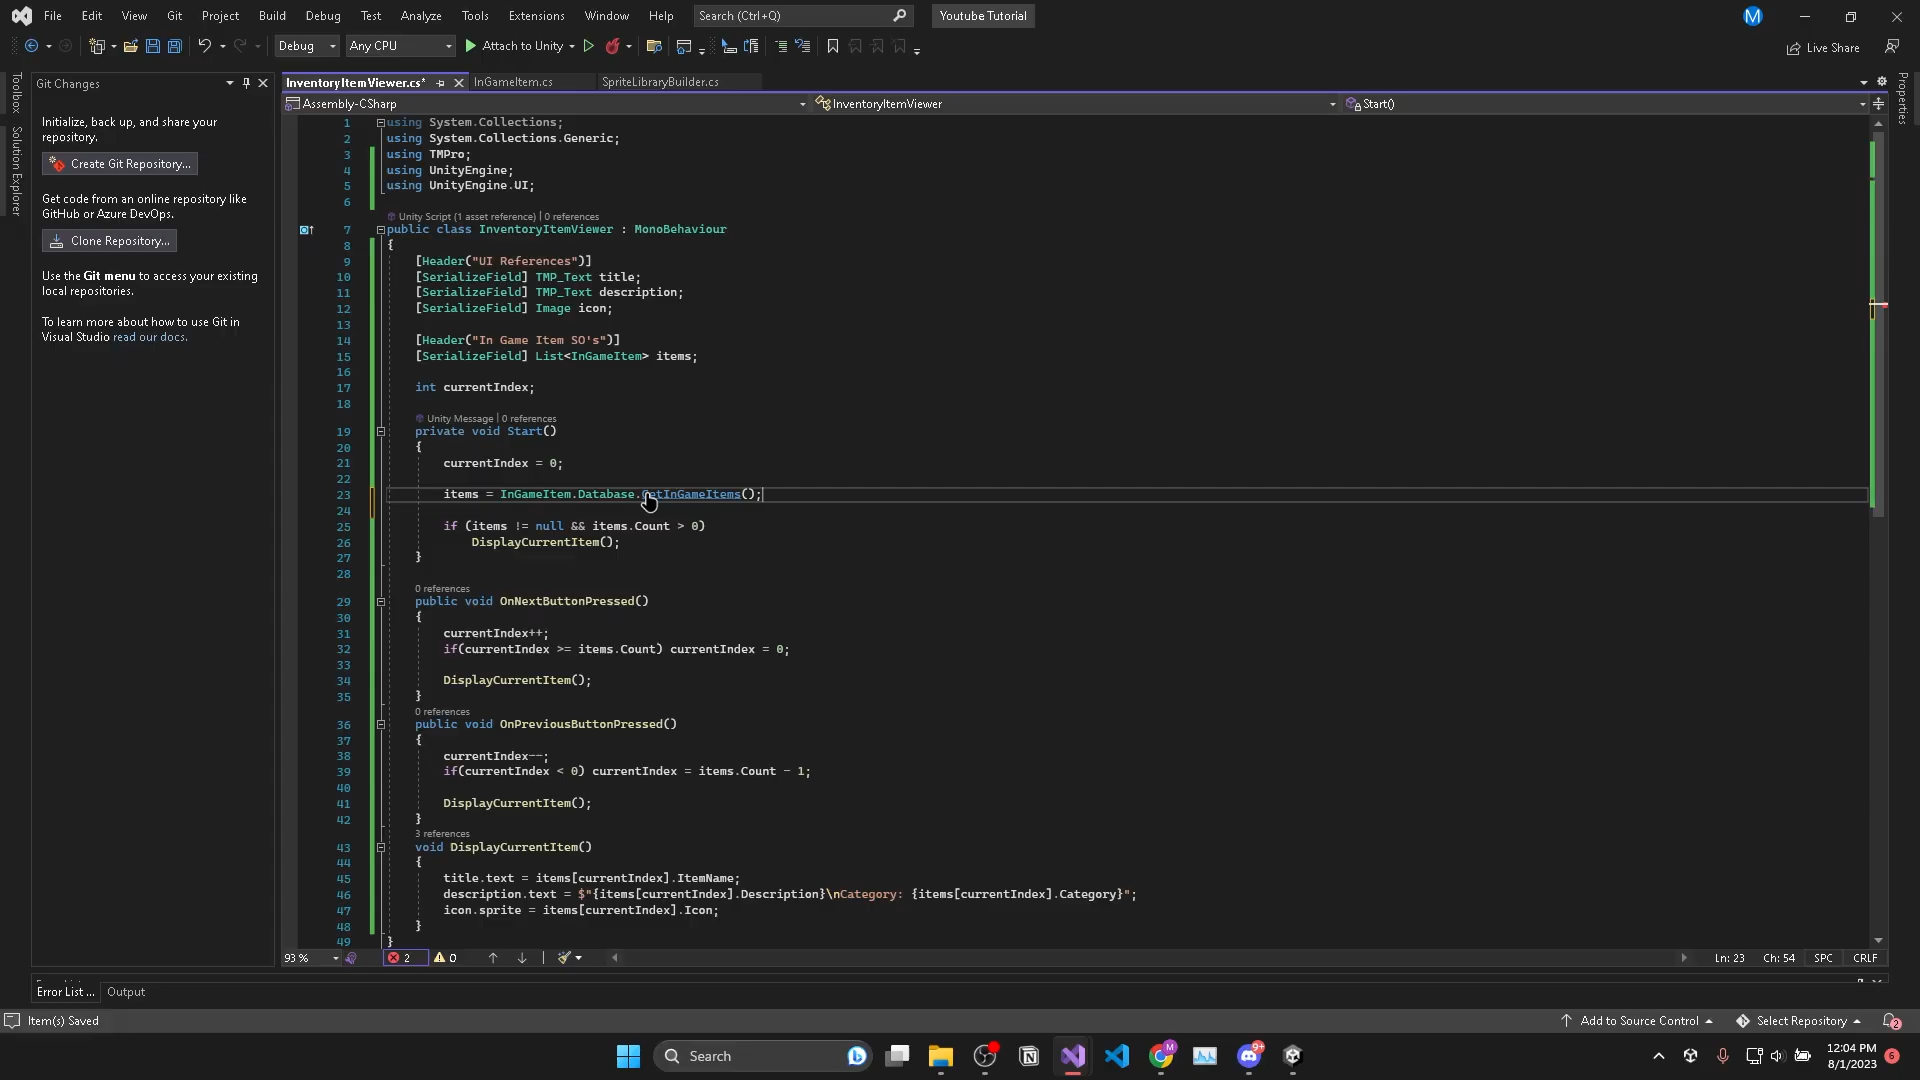 File Edit View Git Project Build Debug Test Analyze Tools Extensions Window Help Search (Ctrl+Q) Youtube Tutorial M
Debug Any CPU Attach to Unity Live Share
Toolbox
Solution Explorer
Properties
Git Changes
Initialize, back up, and share your
repository.
Create Git Repository...
Get code from an online repository like
GitHub or Azure DevOps.
Clone Repository...
Use the Git menu to access your existing
local repositories.
To learn more about how to use Git in
Visual Studio read our docs.
InventoryItemViewer.cs* InGameItem.cs SpriteLibraryBuilder.cs
Assembly-CSharp InventoryItemViewer Start()
1 using System.Collections;
2 using System.Collections.Generic;
3 using TMPro;
4 using UnityEngine;
5 using UnityEngine.UI;
6
Unity Script (1 asset reference) | 0 references
7 public class InventoryItemViewer : MonoBehaviour
8 {
9 [Header("UI References")]
10 [SerializeField] TMP_Text title;
11 [SerializeField] TMP_Text description;
12 [SerializeField] Image icon;
13
14 [Header("In Game Item SO's")]
15 [SerializeField] List<InGameItem> items;
16
17 int currentIndex;
18
Unity Message | 0 references
19 private void Start()
20 {
21 currentIndex = 0;
22
23 items = InGameItem.Database.GetInGameItems();
24
25 if (items != null && items.Count > 0)
26 DisplayCurrentItem();
27 }
28
0 references
29 public void OnNextButtonPressed()
30 {
31 currentIndex++;
32 if(currentIndex >= items.Count) currentIndex = 0;
33
34 DisplayCurrentItem();
35 }
0 references
36 public void OnPreviousButtonPressed()
37 {
38 currentIndex--;
39 if(currentIndex < 0) currentIndex = items.Count - 1;
40
41 DisplayCurrentItem();
42 }
3 references
43 void DisplayCurrentItem()
44 {
45 title.text = items[currentIndex].ItemName;
46 description.text = $"{items[currentIndex].Description}\nCategory: {items[currentIndex].Category}";
47 icon.sprite = items[currentIndex].Icon;
48 }
49 }
93 % 2 0 Ln: 23 Ch: 54 SPC CRLF
Error List ... Output
Item(s) Saved Add to Source Control Select Repository 2
Search M 9+ 12:04 PM
8/1/2023 6